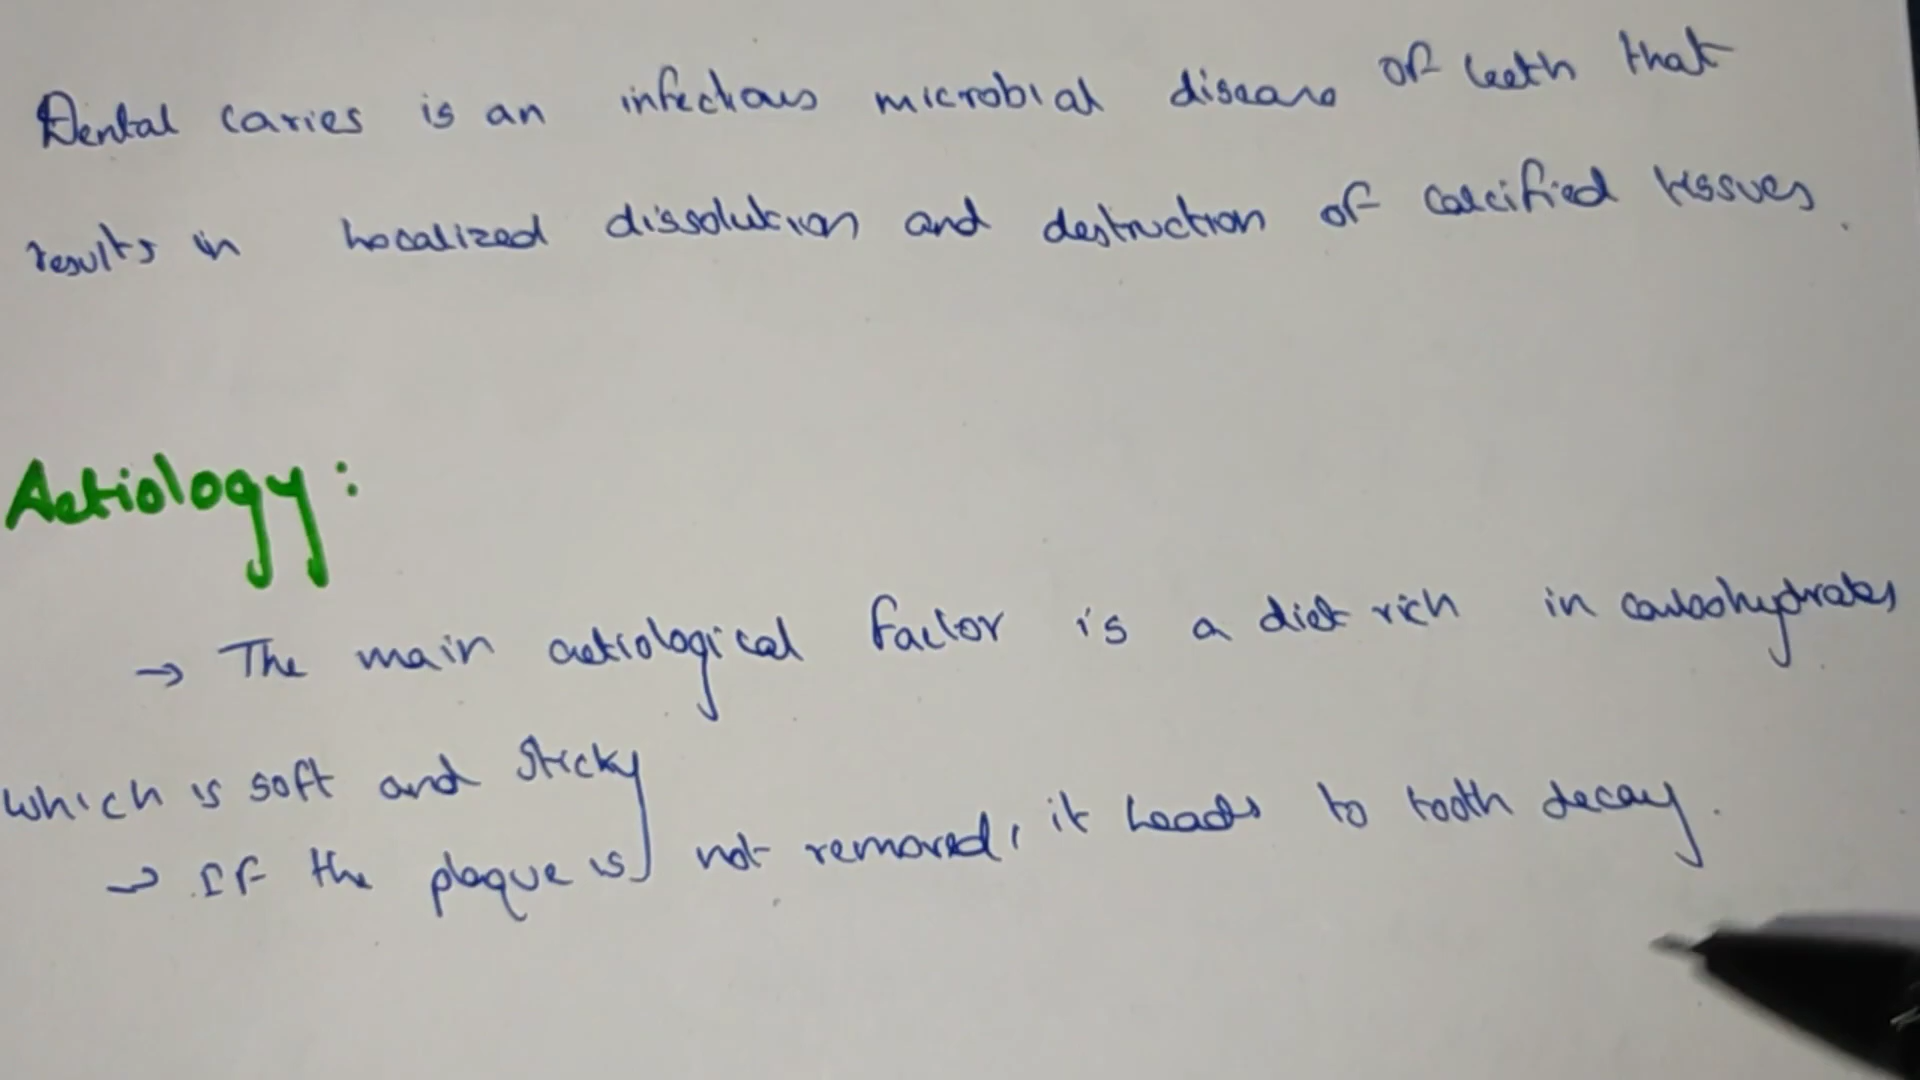 Dental caries is an infectious microbial disease of teeth that
results in localized dissolution and destruction of calcified tissues.
Aetiology:
→ The main aetiological factor is a diet rich in carbohydrates
which is soft and sticky
→ If the plaque is not removed, it leads to tooth decay.